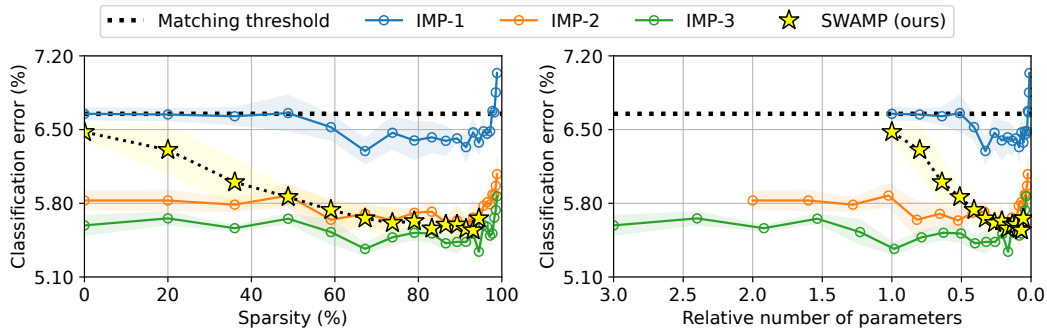 Matching threshold IMP-1 IMP-2 IMP-3 SWAMP (ours)
Classification error (%)
7.20
6.50
5.80
5.10
0 20 40 60 80 100
Sparsity (%)
Classification error (%)
7.20
6.50
5.80
5.10
3.0 2.5 2.0 1.5 1.0 0.5 0.0
Relative number of parameters